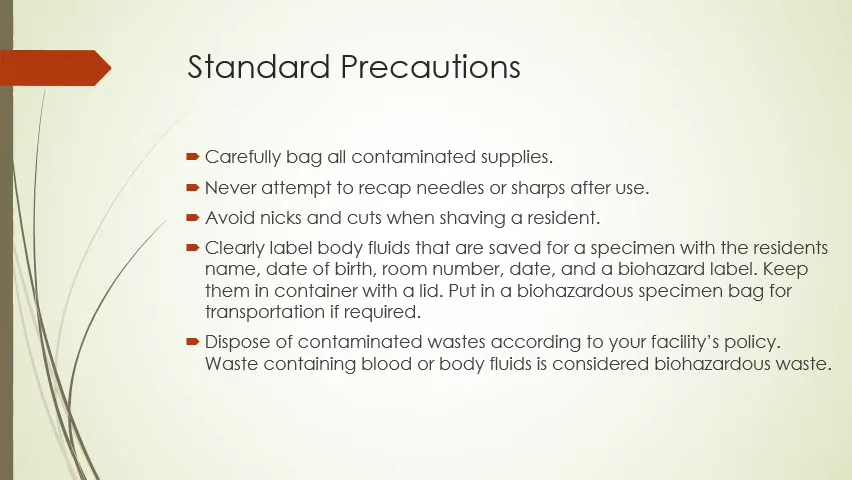 Standard Precautions
Carefully bag all contaminated supplies.
Never attempt to recap needles or sharps after use.
Avoid nicks and cuts when shaving a resident.
Clearly label body fluids that are saved for a specimen with the residents
name, date of birth, room number, date, and a biohazard label. Keep
them in container with a lid. Put in a biohazardous specimen bag for
transportation if required.
Dispose of contaminated wastes according to your facility’s policy.
Waste containing blood or body fluids is considered biohazardous waste.